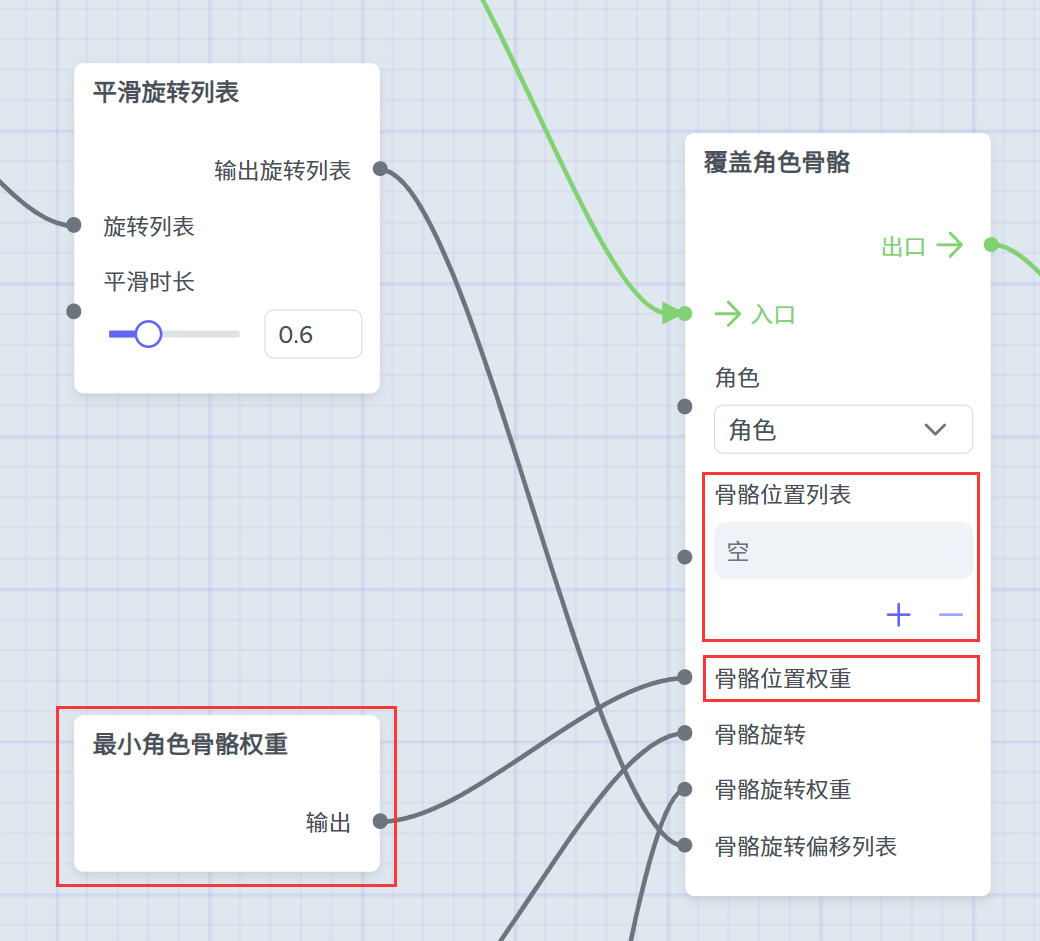 平滑旋转列表
输出旋转列表
旋转列表
平滑时长
0.6
最小角色骨骼权重
输出
覆盖角色骨骼
出口
入口
角色
角色
骨骼位置列表
空
骨骼位置权重
骨骼旋转
骨骼旋转权重
骨骼旋转偏移列表